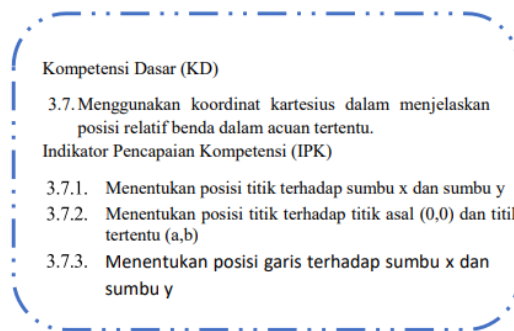 Kompetensi Dasar (KD)
3.7. Menggunakan koordinat kartesius dalam menjelaskan
posisi relatif benda dalam acuan tertentu.
Indikator Pencapaian Kompetensi (IPK)
3.7.1. Menentukan posisi titik terhadap sumbu x dan sumbu y
3.7.2. Menentukan posisi titik terhadap titik asal (0,0) dan titik
tertentu (a,b)
3.7.3. Menentukan posisi garis terhadap sumbu x dan
sumbu y